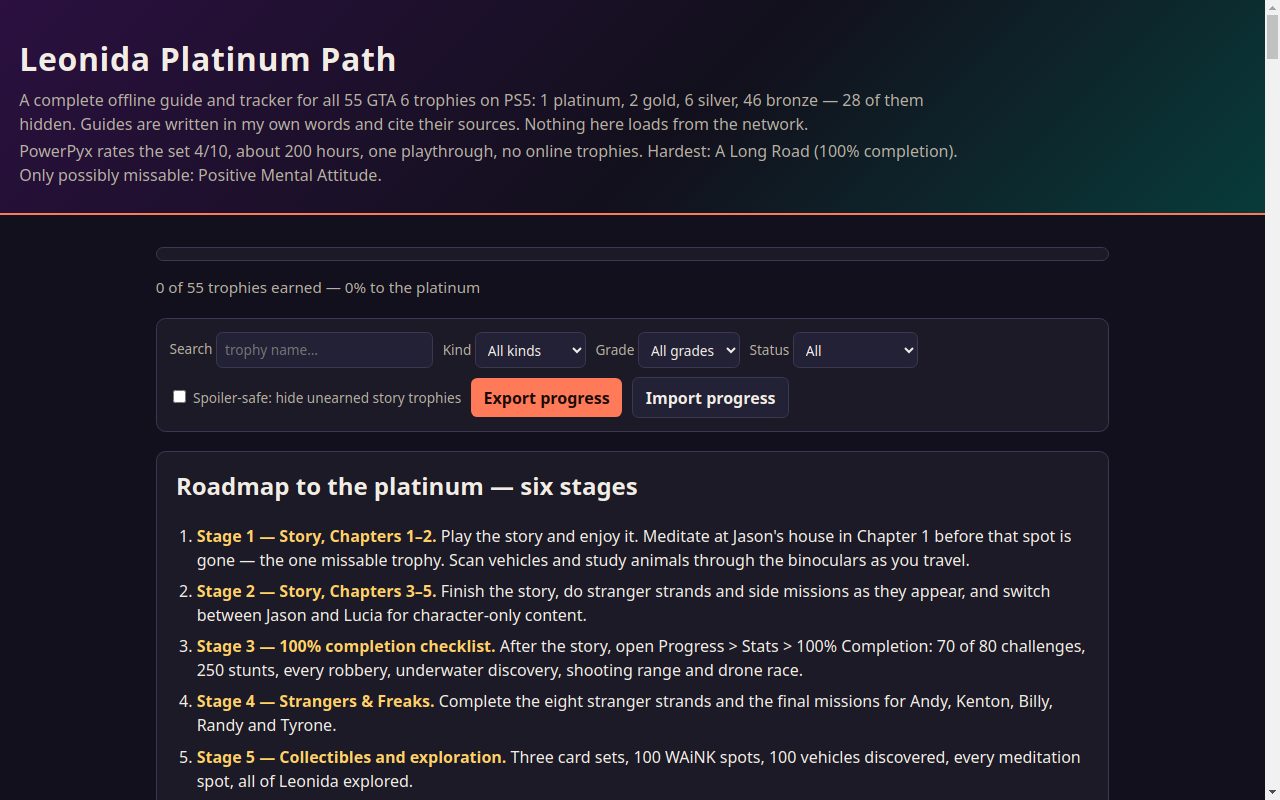 Leonida Platinum Path
A complete offline guide and tracker for all 55 GTA 6 trophies on PS5: 1 platinum, 2 gold, 6 silver, 46 bronze — 28 of them
hidden. Guides are written in my own words and cite their sources. Nothing here loads from the network.
PowerPyx rates the set 4/10, about 200 hours, one playthrough, no online trophies. Hardest: A Long Road (100% completion).
Only possibly missable: Positive Mental Attitude.
0 of 55 trophies earned — 0% to the platinum
Search trophy name... Kind All kinds Grade All grades Status All
Spoiler-safe: hide unearned story trophies Export progress Import progress
Roadmap to the platinum — six stages
1. Stage 1 — Story, Chapters 1–2. Play the story and enjoy it. Meditate at Jason's house in Chapter 1 before that spot is
gone — the one missable trophy. Scan vehicles and study animals through the binoculars as you travel.
2. Stage 2 — Story, Chapters 3–5. Finish the story, do stranger strands and side missions as they appear, and switch
between Jason and Lucia for character-only content.
3. Stage 3 — 100% completion checklist. After the story, open Progress > Stats > 100% Completion: 70 of 80 challenges,
250 stunts, every robbery, underwater discovery, shooting range and drone race.
4. Stage 4 — Strangers & Freaks. Complete the eight stranger strands and the final missions for Andy, Kenton, Billy,
Randy and Tyrone.
5. Stage 5 — Collectibles and exploration. Three card sets, 100 WAiNK spots, 100 vehicles discovered, every meditation
spot, all of Leonida explored.